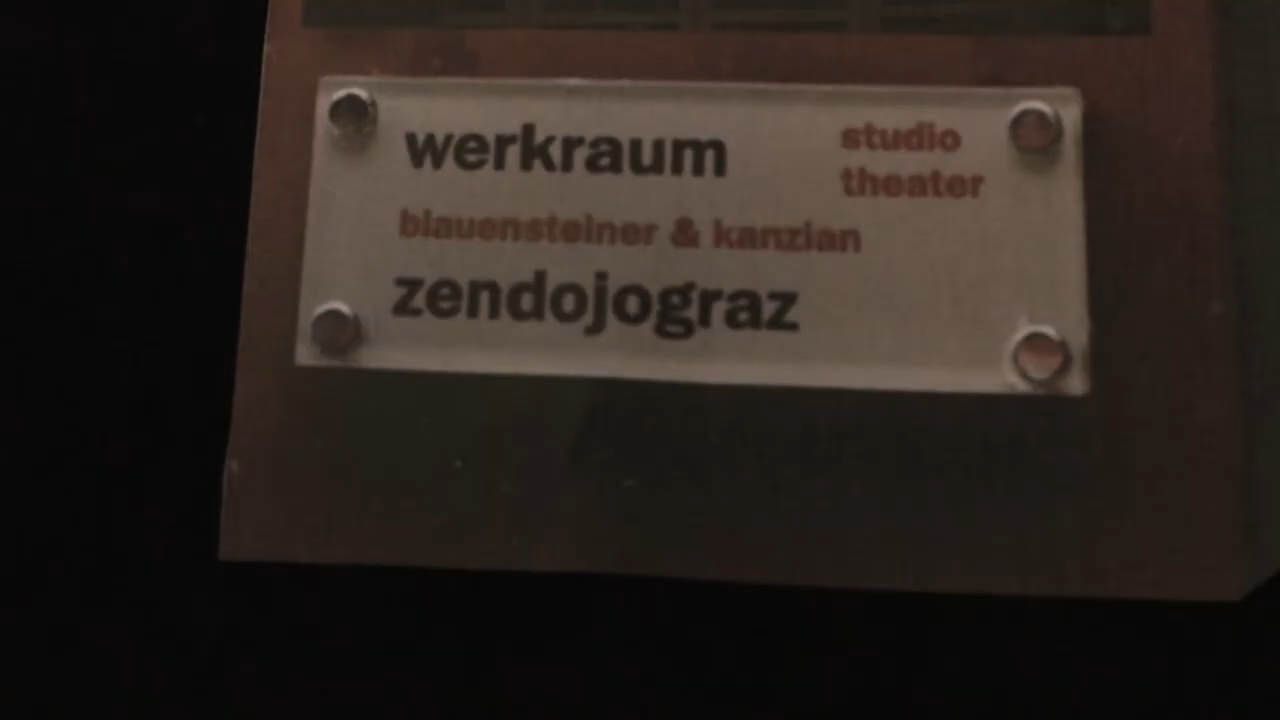 werkraum
studio
theater
blauensteiner & kanzian
zendojograz